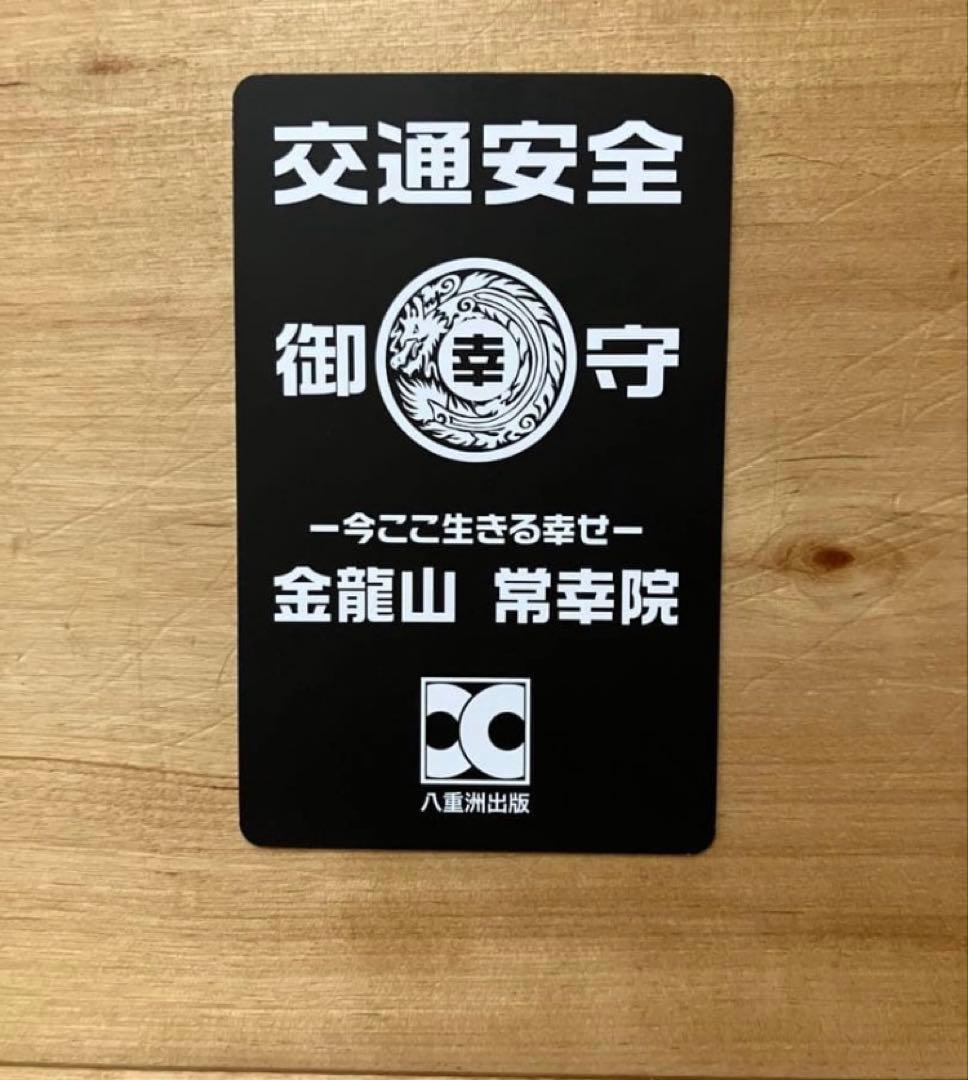 交通安全
御 幸 守
ー今ここ生きる幸せー
金龍山 常幸院
八重洲出版